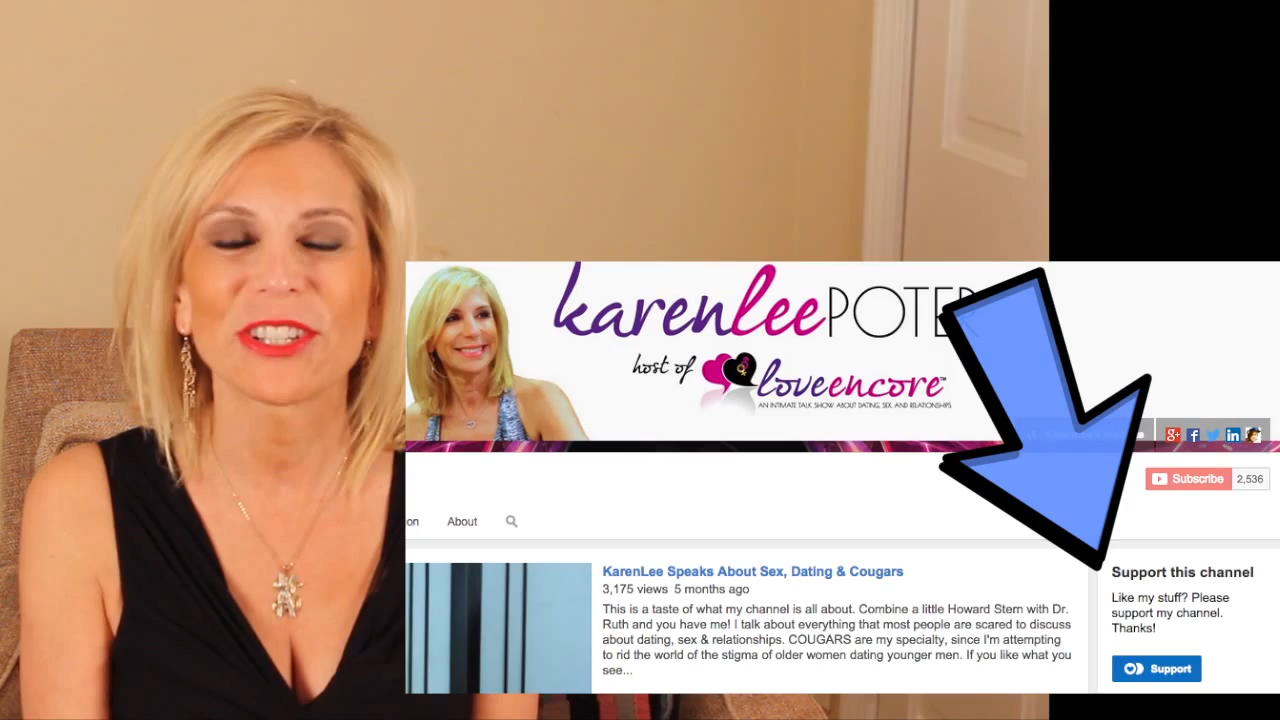 karenleePOTER
host of loveencore™
AN INTIMATE TALK SHOW ABOUT DATING, SEX, AND RELATIONSHIPS
Subscribe 2,536
on About
KarenLee Speaks About Sex, Dating & Cougars
3,175 views 5 months ago
This is a taste of what my channel is all about. Combine a little Howard Stern with Dr.
Ruth and you have me! I talk about everything that most people are scared to discuss
about dating, sex & relationships. COUGARS are my specialty, since I'm attempting
to rid the world of the stigma of older women dating younger men. If you like what you
see...
Support this channel
Like my stuff? Please
support my channel.
Thanks!
Support